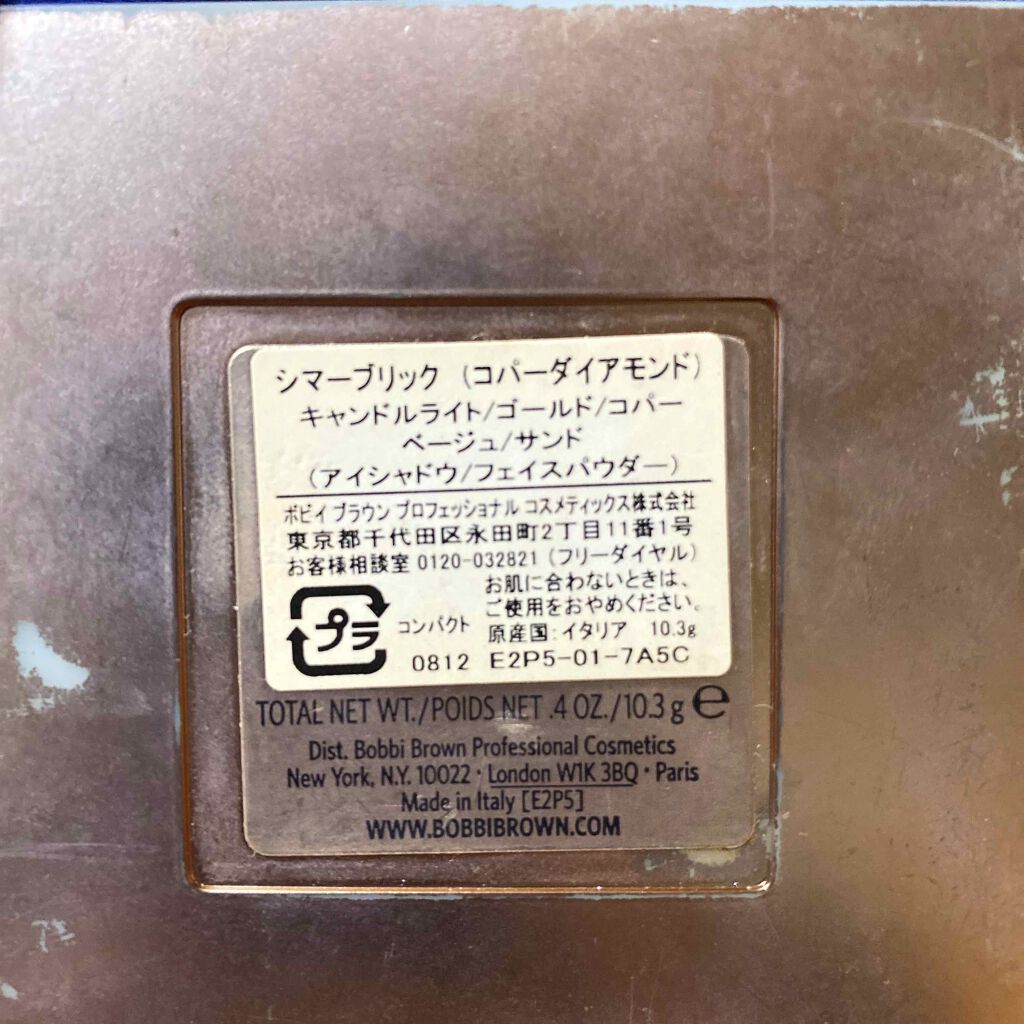 シマーブリック（コパーダイアモンド）
キャンドルライト/ゴールド/コパー
ベージュ/サンド
（アイシャドウ/フェイスパウダー）
ボビイ ブラウン プロフェッショナル コスメティックス株式会社
東京都千代田区永田町2丁目11番1号
お客様相談室 0120-032821（フリーダイヤル）
お肌に合わないときは、
ご使用をおやめください。
プラ コンパクト 原産国:イタリア 10.3g
0812 E2P5-01-7A5C
TOTAL NET WT./POIDS NET .4 OZ./10.3 g e
Dist. Bobbi Brown Professional Cosmetics
New York, N.Y. 10022 · London W1K 3BQ · Paris
Made in Italy [E2P5]
WWW.BOBBIBROWN.COM